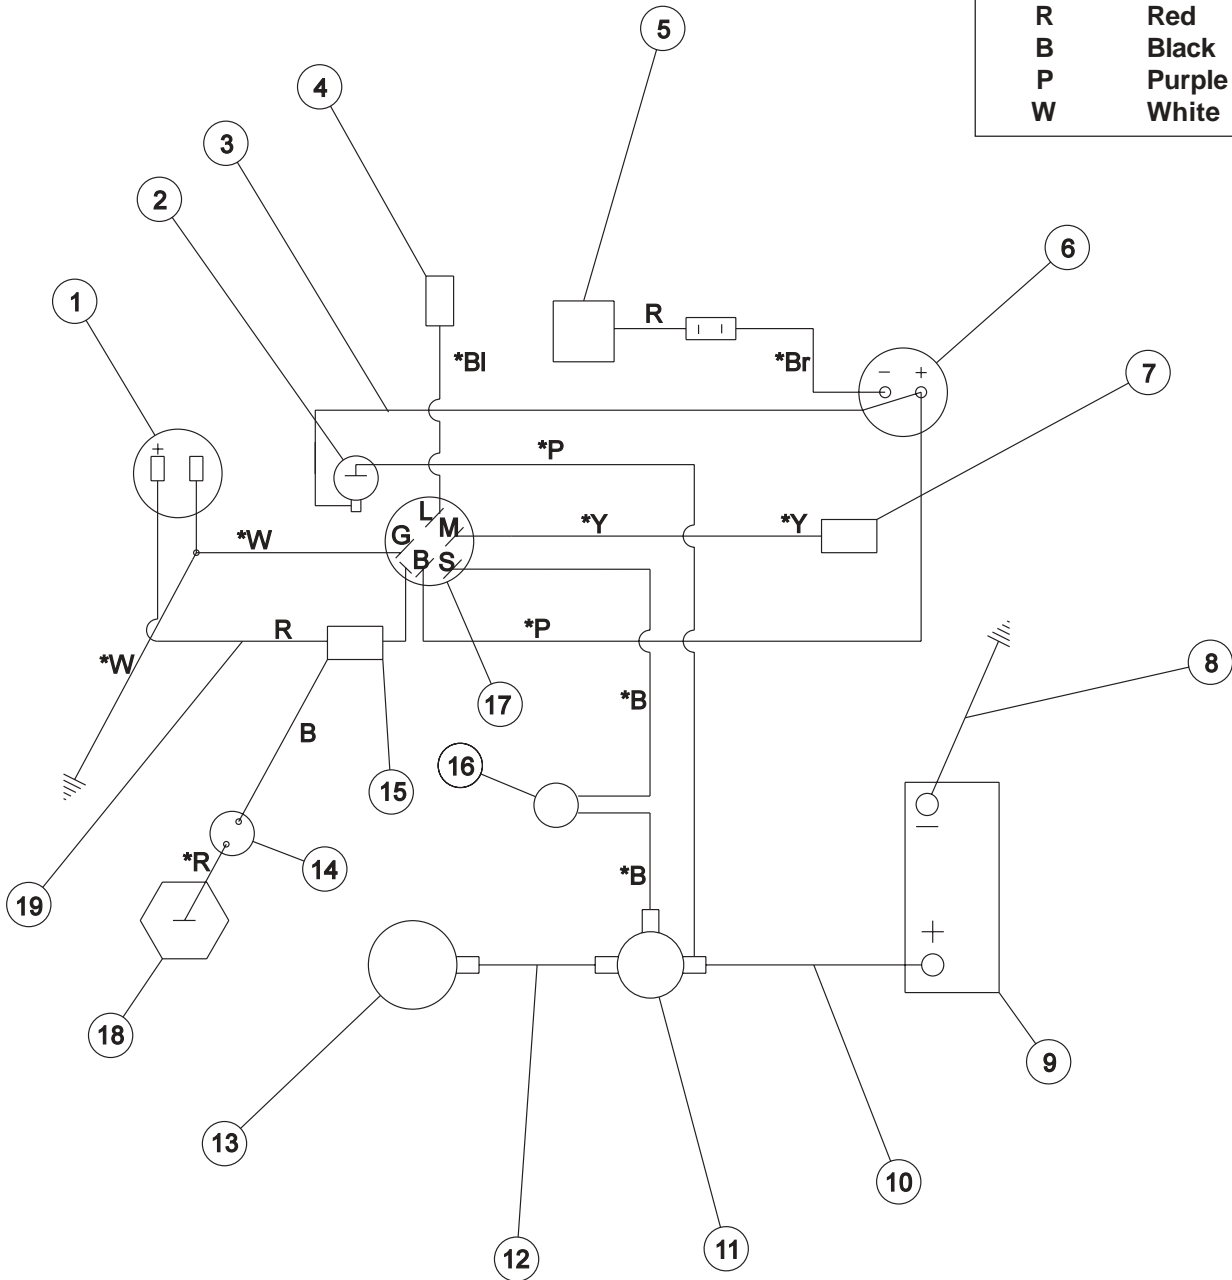 R Red
B Black
P Purple
W White
5
4
3
2
6
1
R
*Bl
*Br
− +
7
+
*P
L
M
*Y
*Y
G
*W
B
S
R
*P
*W
8
17
*B
B
16
15
−
14
*R
*B
19
+
18
9
13
10
12
11